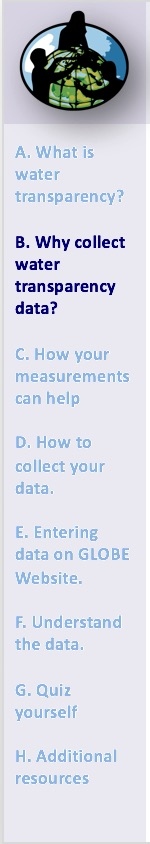 A. What is
water
transparency?
B. Why collect
water
transparency
data?
C. How your
measurements
can help
D. How to
collect your
data.
E. Entering
data on GLOBE
Website.
F. Understand
the data.
G. Quiz
yourself
H. Additional
resources